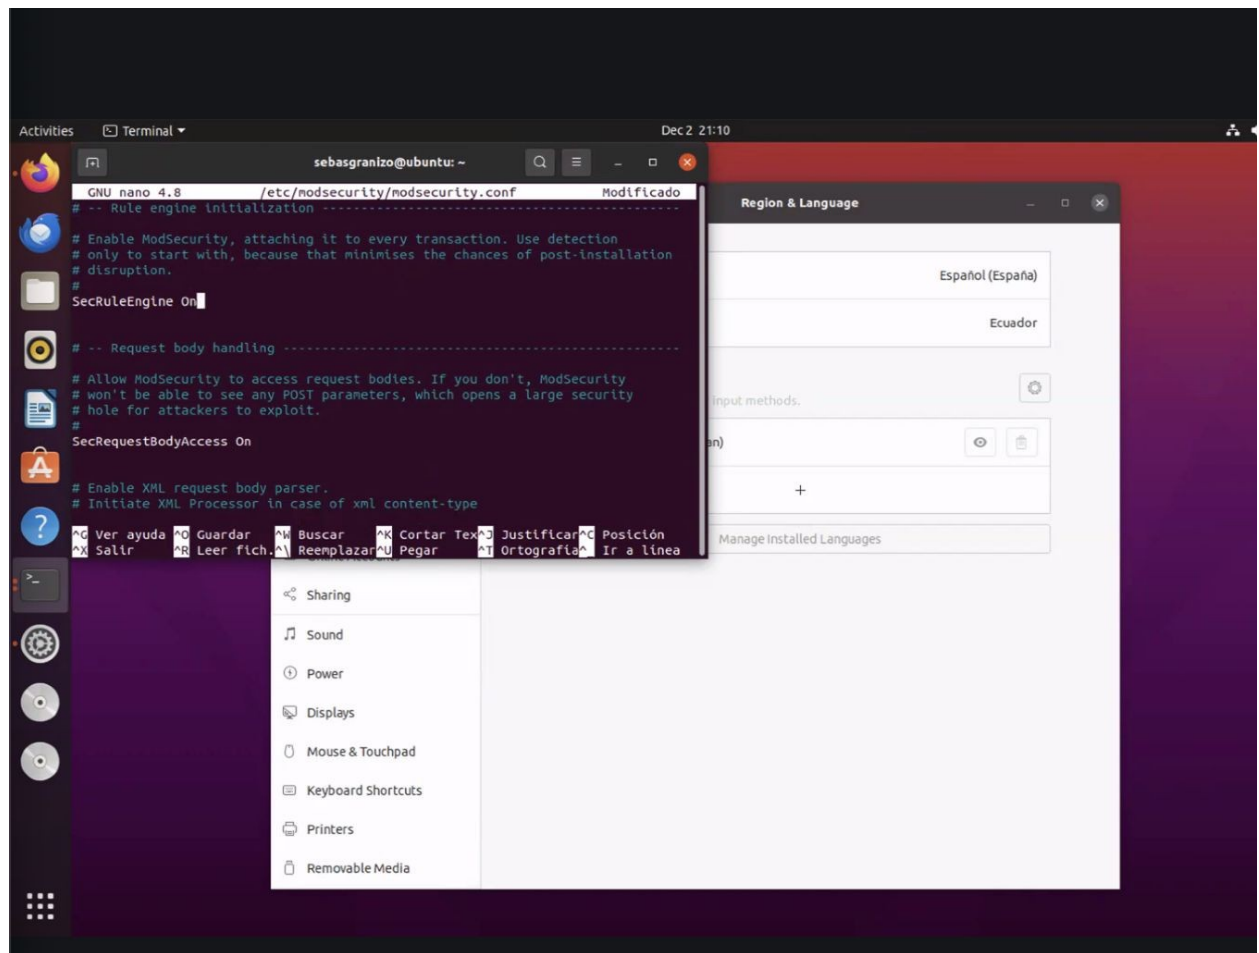 Activities Terminal Dec 2 21:10
sebasgranizo@ubuntu: ~
GNU nano 4.8 /etc/modsecurity/modsecurity.conf Modificado
# -- Rule engine initialization ----------------------------------------------
# Enable ModSecurity, attaching it to every transaction. Use detection
# only to start with, because that minimises the chances of post-installation
# disruption.
#
SecRuleEngine On
# -- Request body handling ---------------------------------------------------
# Allow ModSecurity to access request bodies. If you don't, ModSecurity
# won't be able to see any POST parameters, which opens a large security
# hole for attackers to exploit.
#
SecRequestBodyAccess On
# Enable XML request body parser.
# Initiate XML Processor in case of xml content-type
^G Ver ayuda ^O Guardar ^W Buscar ^K Cortar Tex ^J Justificar ^C Posición
^X Salir ^R Leer fich. ^\ Reemplazar ^U Pegar ^T Ortografía ^_ Ir a línea
Region & Language
Español (España)
Ecuador
input methods.
an)
+
Manage Installed Languages
Sharing
Sound
Power
Displays
Mouse & Touchpad
Keyboard Shortcuts
Printers
Removable Media